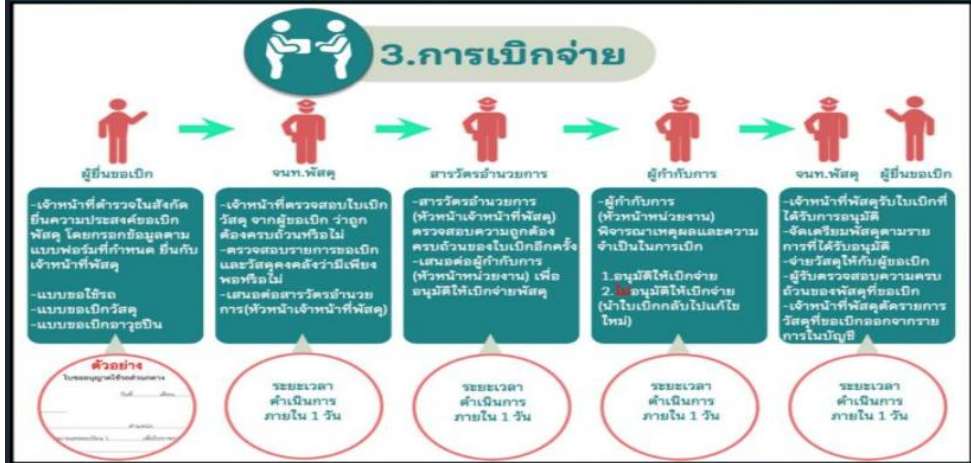 3.การเบิกจ่าย
ผู้ยื่นขอเบิก
จนท.พัสดุ
สารวัตรอำนวยการ
ผู้กำกับการ
จนท.พัสดุ
ผู้ยื่นขอเบิก
-เจ้าหน้าที่ตำรวจในสังกัด
ยื่นความประสงค์ขอเบิก
พัสดุ โดยกรอกข้อมูลตาม
แบบฟอร์มที่กำหนด ยื่นกับ
เจ้าหน้าที่พัสดุ
-แบบขอใช้รถ
-แบบขอเบิกวัสดุ
-แบบขอเบิกอาวุธปืน
-เจ้าหน้าที่ตรวจสอบใบเบิก
วัสดุ จากผู้ขอเบิก ว่าถูก
ต้องครบถ้วนหรือไม่
-ตรวจสอบรายการขอเบิก
และวัสดุคงคลังว่ามีเพียง
พอหรือไม่
-เสนอต่อสารวัตรอำนวย
การ(หัวหน้าเจ้าหน้าที่พัสดุ)
-สารวัตรอำนวยการ
(หัวหน้าเจ้าหน้าที่พัสดุ)
ตรวจสอบความถูกต้อง
ครบถ้วนของใบเบิกอีกครั้ง
-เสนอต่อผู้กำกับการ
(หัวหน้าหน่วยงาน) เพื่อ
อนุมัติให้เบิกจ่ายพัสดุ
-ผู้กำกับการ
(หัวหน้าหน่วยงาน)
พิจารณาเหตุผลและความ
จำเป็นในการเบิก
1.อนุมัติให้เบิกจ่าย
2.ไม่อนุมัติให้เบิกจ่าย
(นำใบเบิกกลับไปแก้ไข
ใหม่)
-เจ้าหน้าที่พัสดุรับใบเบิกที่
ได้รับการอนุมัติ
-จัดเตรียมพัสดุตามราย
การที่ได้รับอนุมัติ
-จ่ายวัสดุให้กับผู้ขอเบิก
-ผู้รับตรวจสอบความครบ
ถ้วนของพัสดุที่ขอเบิก
-เจ้าหน้าที่พัสดุตัดรายการ
วัสดุที่ขอเบิกออกจากราย
การในบัญชี
ตัวอย่าง
ใบขออนุญาตใช้รถส่วนกลาง
ระยะเวลา
ดำเนินการ
ภายใน 1 วัน
ระยะเวลา
ดำเนินการ
ภายใน 1 วัน
ระยะเวลา
ดำเนินการ
ภายใน 1 วัน
ระยะเวลา
ดำเนินการ
ภายใน 1 วัน